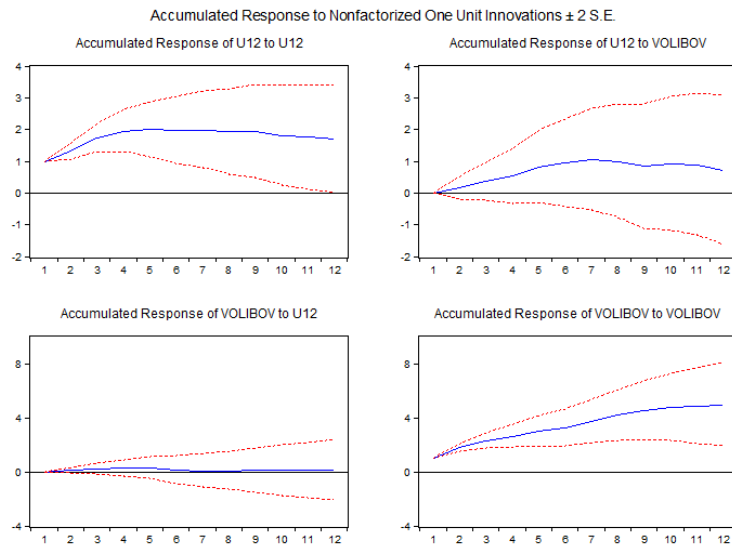 Accumulated Response to Nonfactorized One Unit Innovations ± 2 S.E.
Accumulated Response of U12 to U12
4
3
2
1
0
-1
-2
1 2 3 4 5 6 7 8 9 10 11 12
Accumulated Response of U12 to VOLIBOV
4
3
2
1
0
-1
-2
1 2 3 4 5 6 7 8 9 10 11 12
Accumulated Response of VOLIBOV to U12
8
4
0
-4
1 2 3 4 5 6 7 8 9 10 11 12
Accumulated Response of VOLIBOV to VOLIBOV
8
4
0
-4
1 2 3 4 5 6 7 8 9 10 11 12